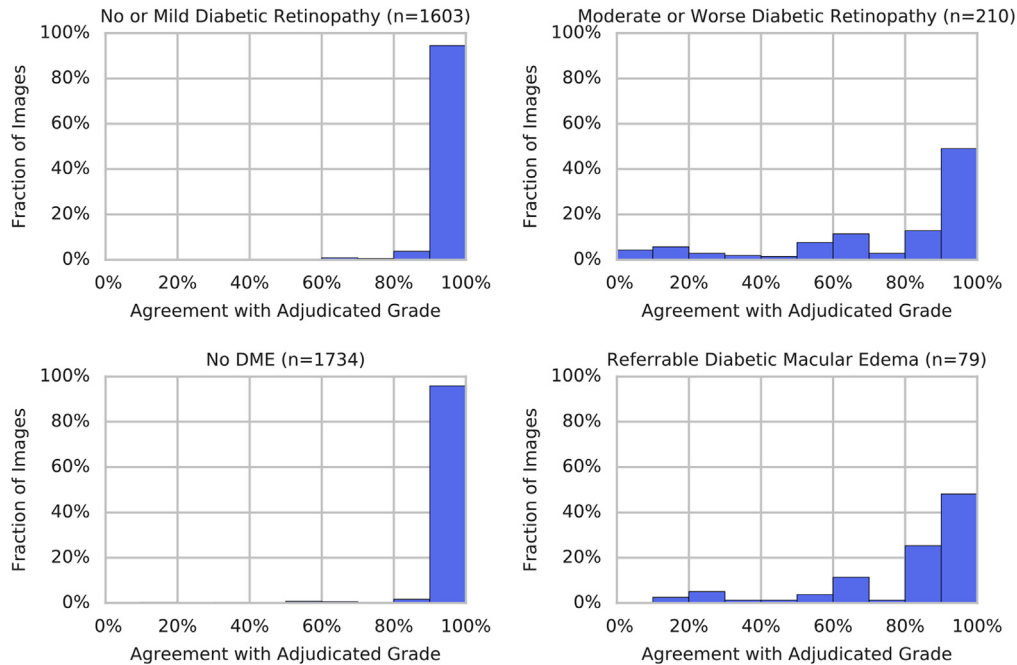 No or Mild Diabetic Retinopathy (n=1603)
100%
80%
60%
40%
20%
0%
Fraction of Images
0% 20% 40% 60% 80% 100%
Agreement with Adjudicated Grade
Moderate or Worse Diabetic Retinopathy (n=210)
100%
80%
60%
40%
20%
0%
Fraction of Images
0% 20% 40% 60% 80% 100%
Agreement with Adjudicated Grade
No DME (n=1734)
100%
80%
60%
40%
20%
0%
Fraction of Images
0% 20% 40% 60% 80% 100%
Agreement with Adjudicated Grade
Referrable Diabetic Macular Edema (n=79)
100%
80%
60%
40%
20%
0%
Fraction of Images
0% 20% 40% 60% 80% 100%
Agreement with Adjudicated Grade